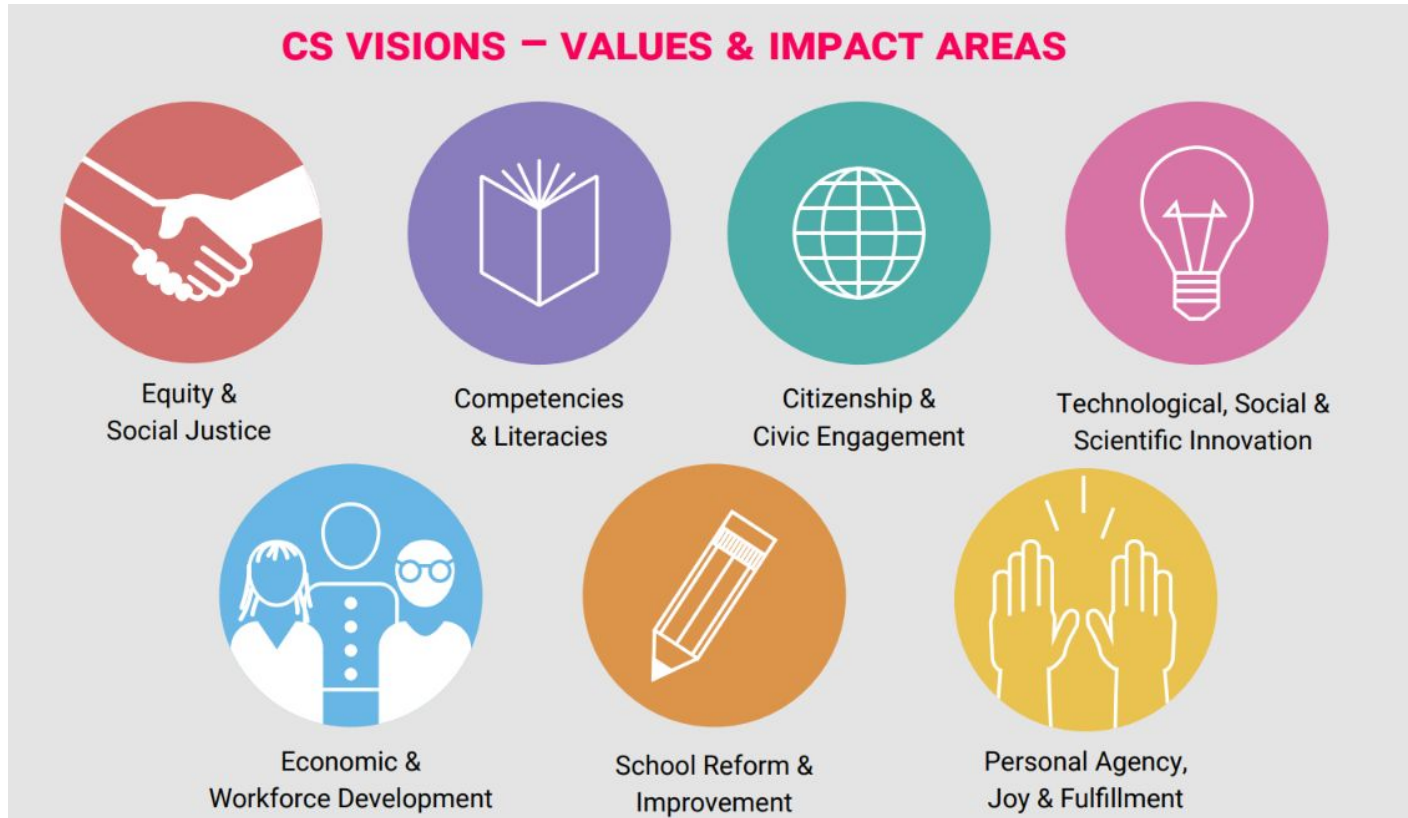 CS VISIONS – VALUES & IMPACT AREAS
Equity &
Social Justice
Competencies
& Literacies
Citizenship &
Civic Engagement
Technological, Social &
Scientific Innovation
Economic &
Workforce Development
School Reform &
Improvement
Personal Agency,
Joy & Fulfillment